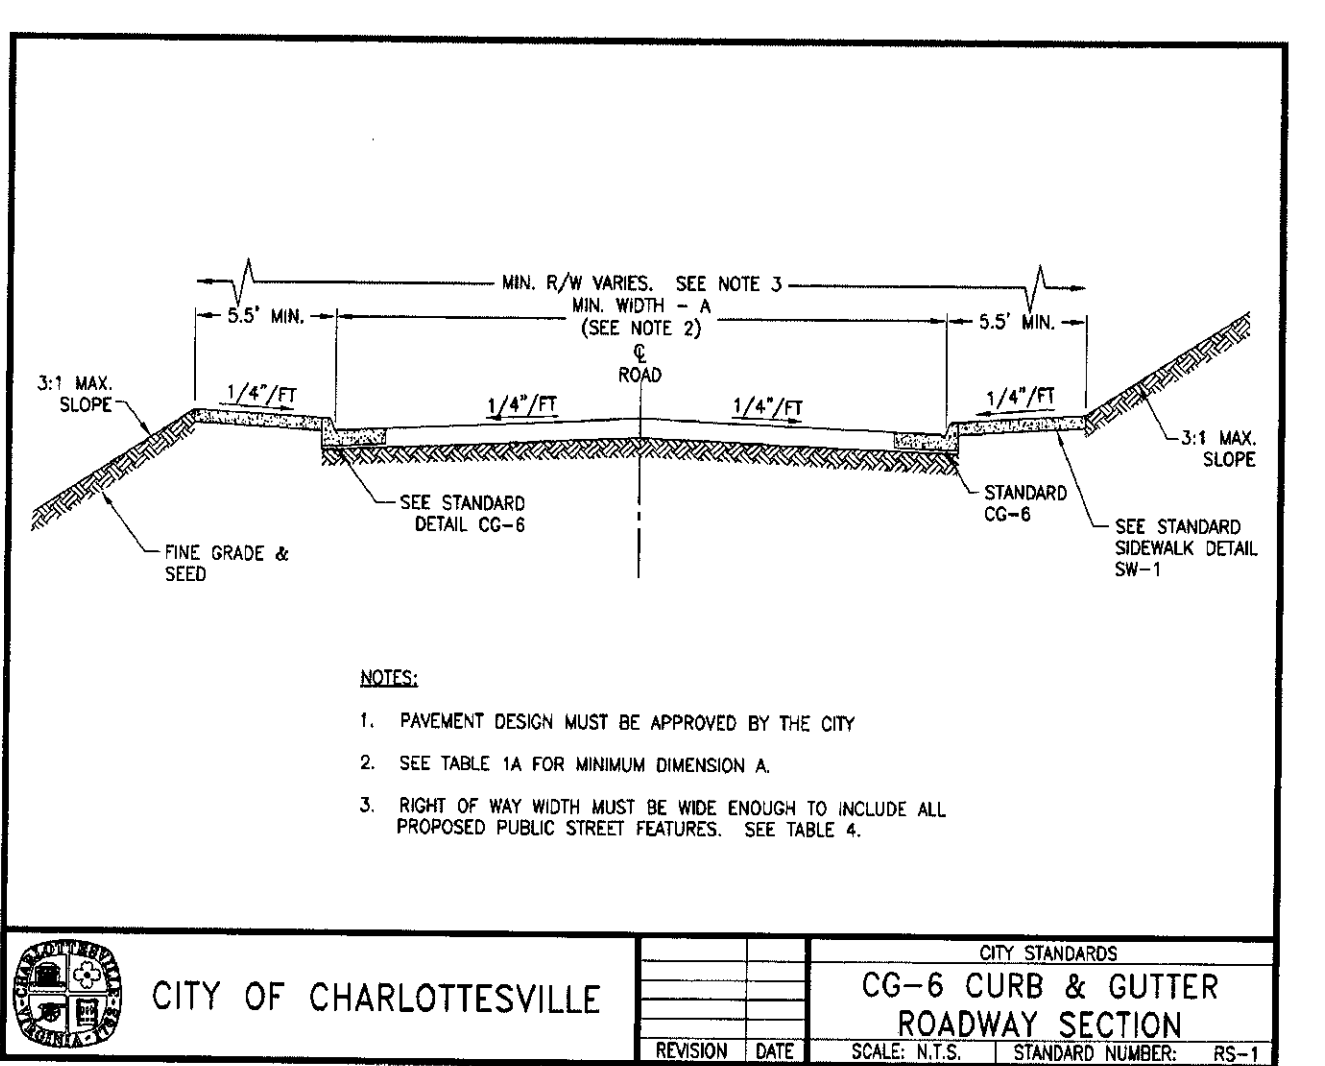 MIN. R/W VARIES. SEE NOTE 3
MIN. WIDTH - A
(SEE NOTE 2)
5.5' MIN.
5.5' MIN.
℄
ROAD
3:1 MAX.
SLOPE
1/4"/FT
1/4"/FT
1/4"/FT
1/4"/FT
3:1 MAX.
SLOPE
SEE STANDARD
DETAIL CG-6
STANDARD
CG-6
SEE STANDARD
SIDEWALK DETAIL
SW-1
FINE GRADE &
SEED
NOTES:
1. PAVEMENT DESIGN MUST BE APPROVED BY THE CITY
2. SEE TABLE 1A FOR MINIMUM DIMENSION A.
3. RIGHT OF WAY WIDTH MUST BE WIDE ENOUGH TO INCLUDE ALL
PROPOSED PUBLIC STREET FEATURES. SEE TABLE 4.
CHARLOTTESVILLE
VIRGINIA 1762
CITY OF CHARLOTTESVILLE
REVISION DATE
CITY STANDARDS
CG-6 CURB & GUTTER
ROADWAY SECTION
SCALE: N.T.S. STANDARD NUMBER: RS-1